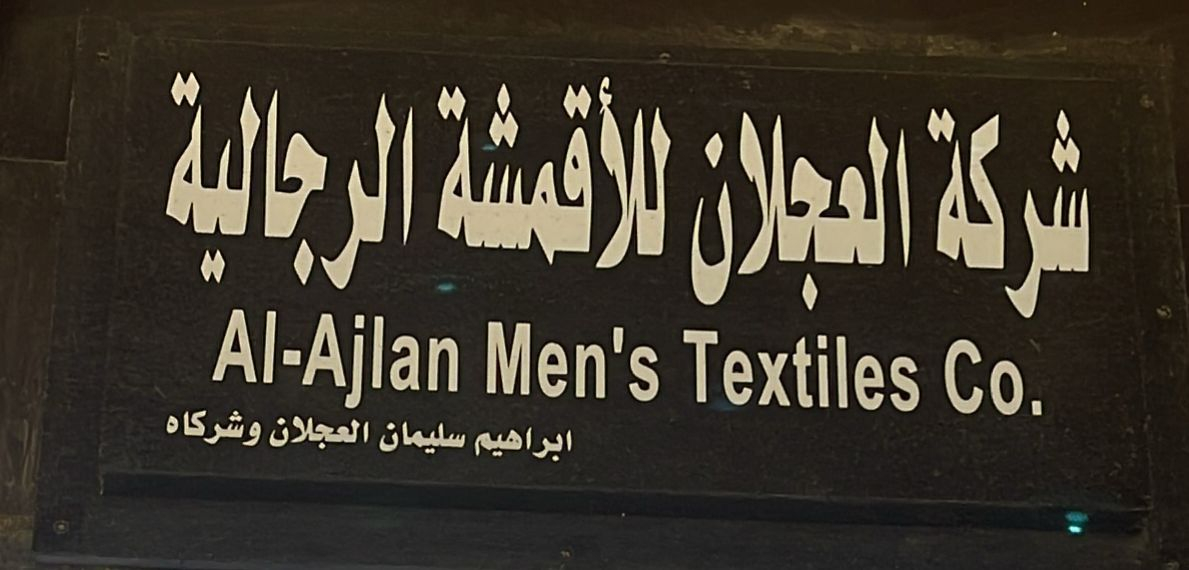 شركة العجلان للأقمشة الرجالية
Al-Ajlan Men's Textiles Co.
ابراهيم سليمان العجلان وشركاه